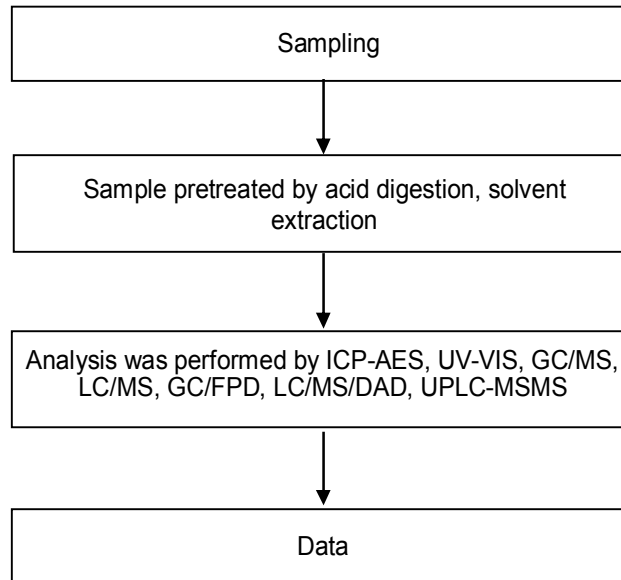 Sampling
Sample pretreated by acid digestion, solvent
extraction
Analysis was performed by ICP-AES, UV-VIS, GC/MS,
LC/MS, GC/FPD, LC/MS/DAD, UPLC-MSMS
Data